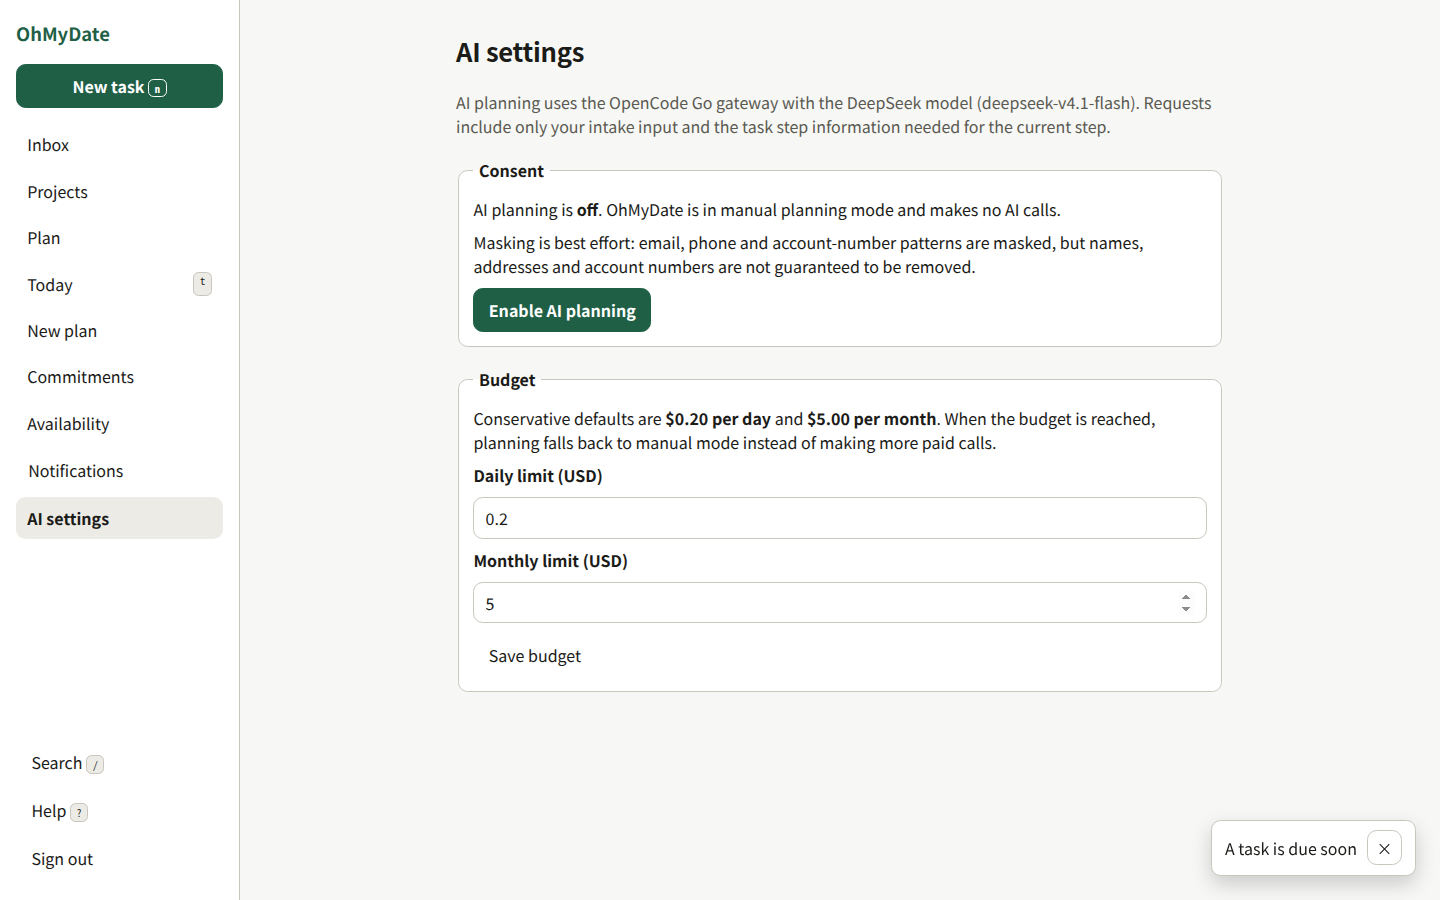 OhMyDate
New task n
Inbox
Projects
Plan
Today t
New plan
Commitments
Availability
Notifications
AI settings
Search /
Help ?
Sign out
AI settings
AI planning uses the OpenCode Go gateway with the DeepSeek model (deepseek-v4.1-flash). Requests
include only your intake input and the task step information needed for the current step.
Consent
AI planning is off. OhMyDate is in manual planning mode and makes no AI calls.
Masking is best effort: email, phone and account-number patterns are masked, but names,
addresses and account numbers are not guaranteed to be removed.
Enable AI planning
Budget
Conservative defaults are $0.20 per day and $5.00 per month. When the budget is reached,
planning falls back to manual mode instead of making more paid calls.
Daily limit (USD)
0.2
Monthly limit (USD)
5
Save budget
A task is due soon